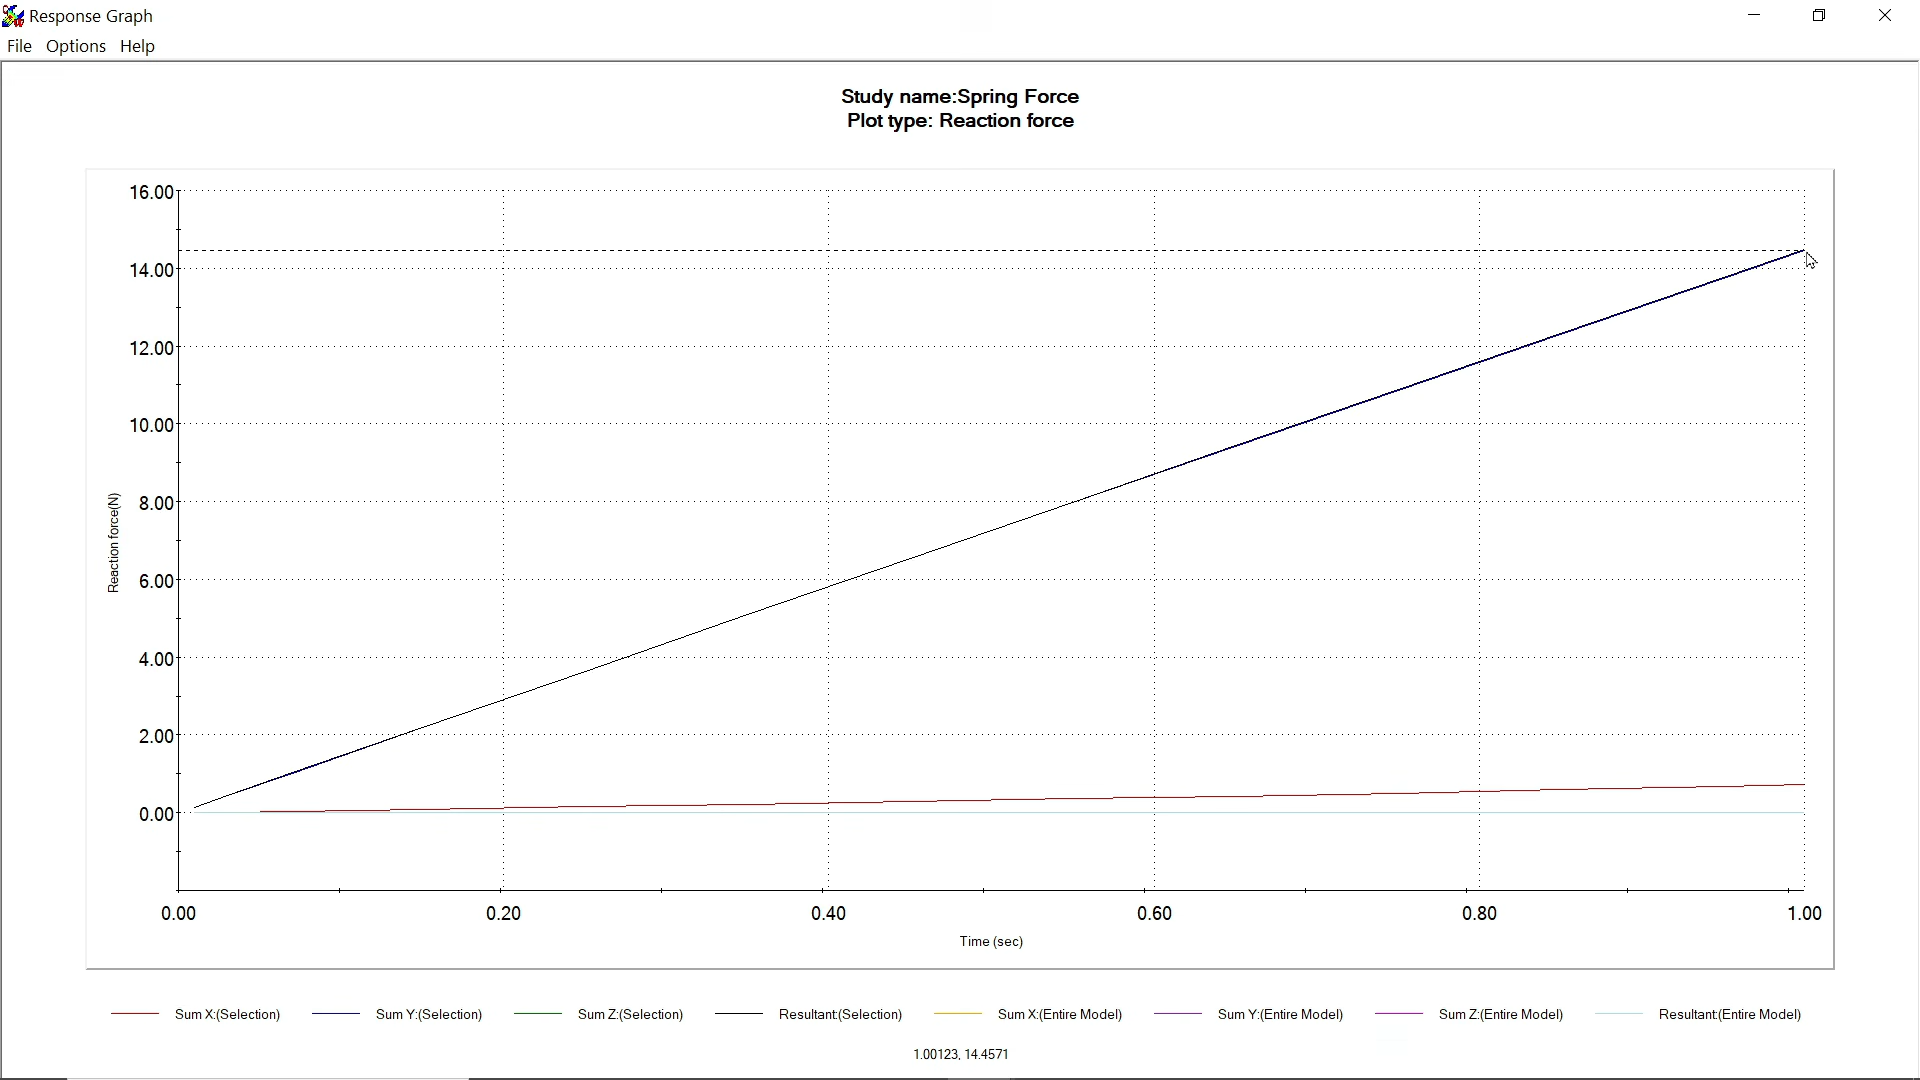 Response Graph
File Options Help
Study name:Spring Force
Plot type: Reaction force
16.00
14.00
12.00
10.00
8.00
6.00
4.00
2.00
0.00
Reaction force(N)
0.00 0.20 0.40 0.60 0.80 1.00
Time (sec)
Sum X:(Selection) Sum Y:(Selection) Sum Z:(Selection) Resultant:(Selection) Sum X:(Entire Model) Sum Y:(Entire Model) Sum Z:(Entire Model) Resultant:(Entire Model)
1.00123, 14.4571